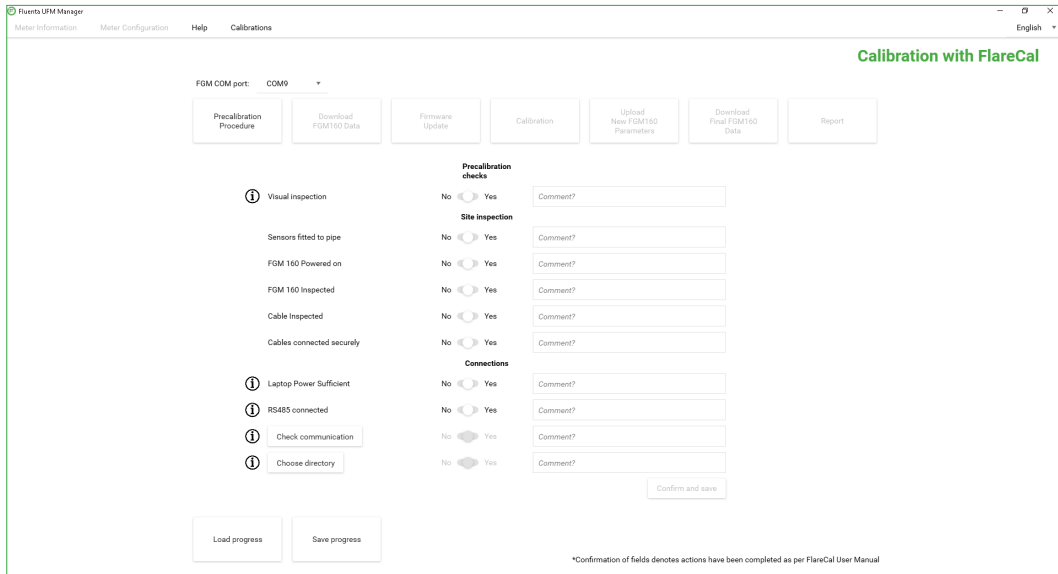 Fluenta UFM Manager
Meter Information Meter Configuration Help Calibrations English
Calibration with FlareCal
FGM COM port: COM9
Precalibration
Procedure
Download
FGM160 Data
Firmware
Update
Calibration
Upload
New FGM160
Parameters
Download
Final FGM160
Data
Report
Precalibration
checks
Visual inspection No Yes Comment?
Site inspection
Sensors fitted to pipe No Yes Comment?
FGM 160 Powered on No Yes Comment?
FGM 160 Inspected No Yes Comment?
Cable Inspected No Yes Comment?
Cables connected securely No Yes Comment?
Connections
Laptop Power Sufficient No Yes Comment?
RS485 connected No Yes Comment?
Check communication No Yes Comment?
Choose directory No Yes Comment?
Confirm and save
Load progress Save progress
*Confirmation of fields denotes actions have been completed as per FlareCal User Manual